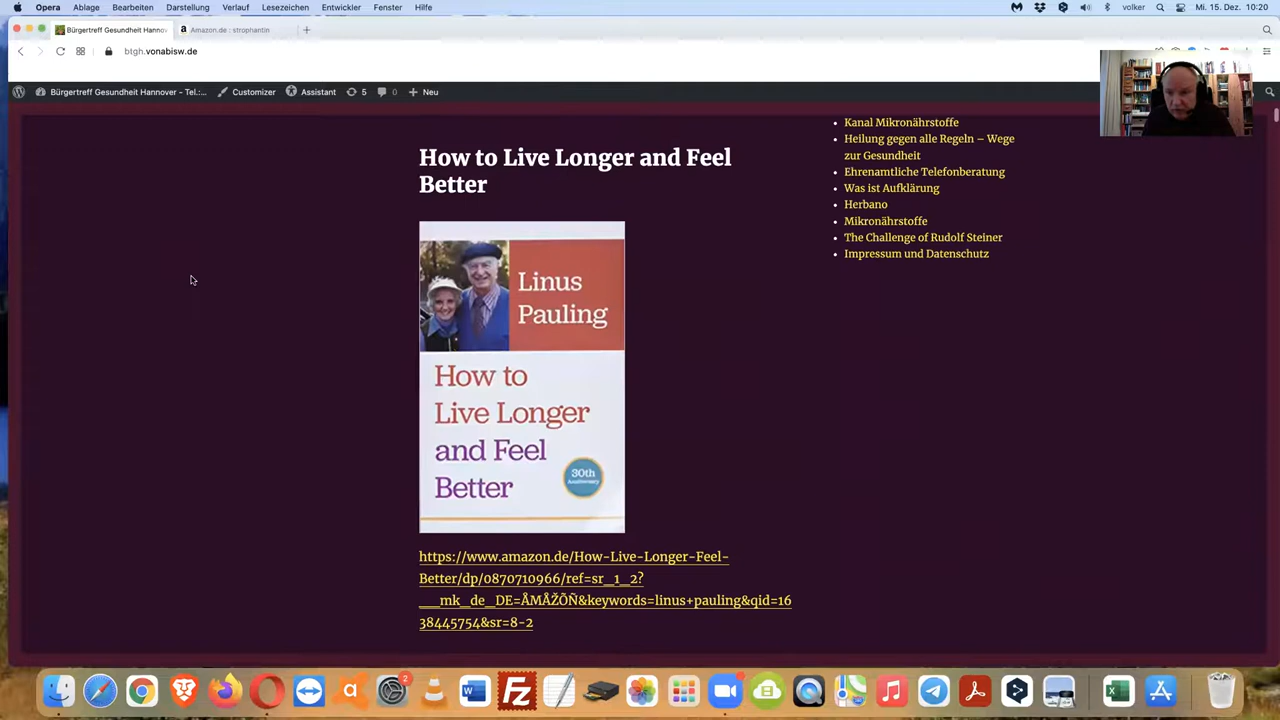 Opera Ablage Bearbeiten Darstellung Verlauf Lesezeichen Entwickler Fenster Hilfe volker Mi. 15. Dez. 10:20
Bürgertreff Gesundheit Hannov Amazon.de : strophantin
btgh.vonabisw.de
Bürgertreff Gesundheit Hannover - Tel.:... Customizer Assistant 5 0 Neu
Kanal Mikronährstoffe
Heilung gegen alle Regeln – Wege
zur Gesundheit
Ehrenamtliche Telefonberatung
Was ist Aufklärung
Herbano
Mikronährstoffe
The Challenge of Rudolf Steiner
Impressum und Datenschutz
How to Live Longer and Feel
Better
Linus
Pauling
How to
Live Longer
and Feel
Better
30th
Anniversary
https://www.amazon.de/How-Live-Longer-Feel-
Better/dp/0870710966/ref=sr_1_2?
__mk_de_DE=ÅMÅŽÕÑ&keywords=linus+pauling&qid=16
38445754&sr=8-2
2